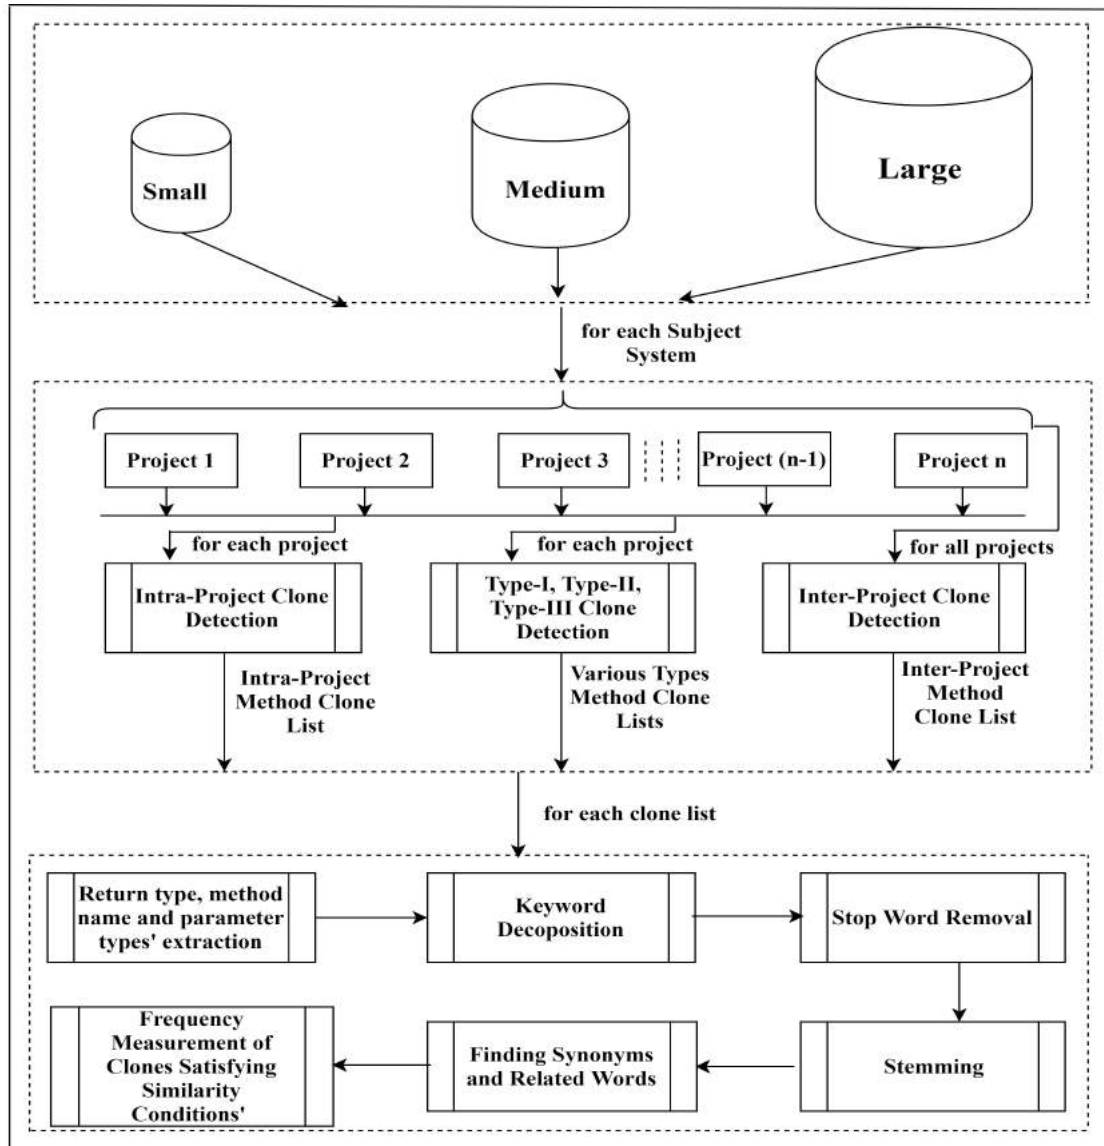 Small
Medium
Large
for each Subject
System
Project 1
Project 2
Project 3
Project (n-1)
Project n
for each project
for each project
for all projects
Intra-Project Clone
Detection
Type-I, Type-II,
Type-III Clone
Detection
Inter-Project Clone
Detection
Intra-Project
Method Clone
List
Various Types
Method Clone
Lists
Inter-Project
Method
Clone List
for each clone list
Return type, method
name and parameter
types' extraction
Keyword
Decoposition
Stop Word Removal
Frequency
Measurement of
Clones Satisfying
Similarity
Conditions'
Finding Synonyms
and Related Words
Stemming